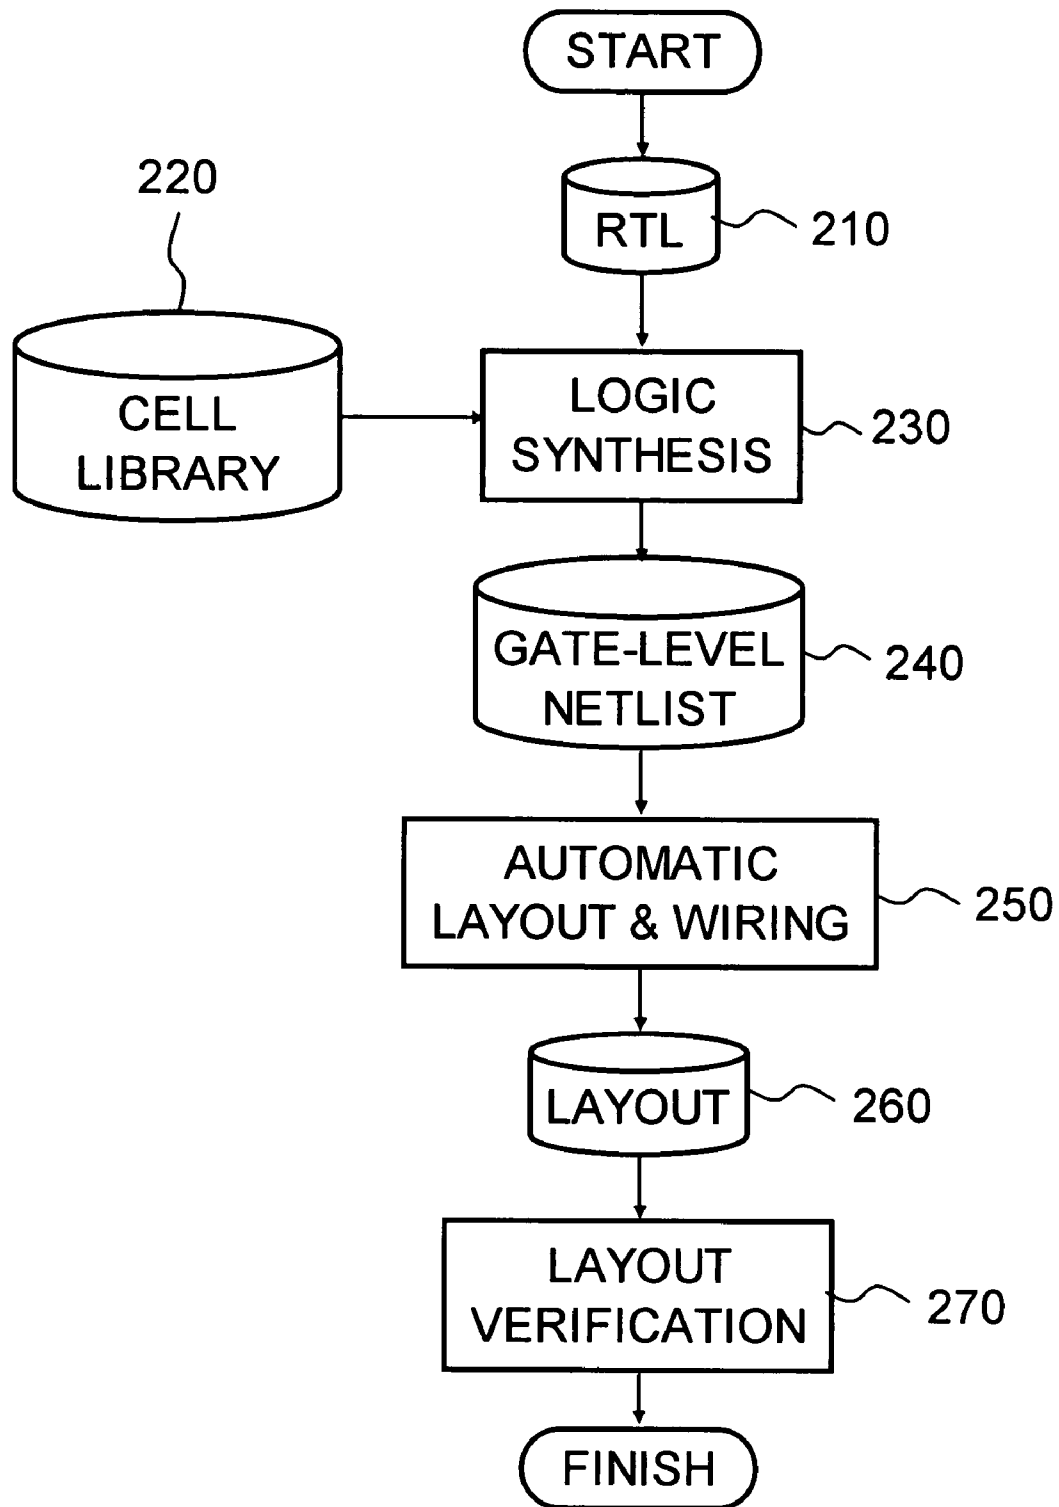 START
220
RTL
210
CELL
LIBRARY
LOGIC
SYNTHESIS
230
GATE-LEVEL
NETLIST
240
AUTOMATIC
LAYOUT & WIRING
250
LAYOUT
260
LAYOUT
VERIFICATION
270
FINISH